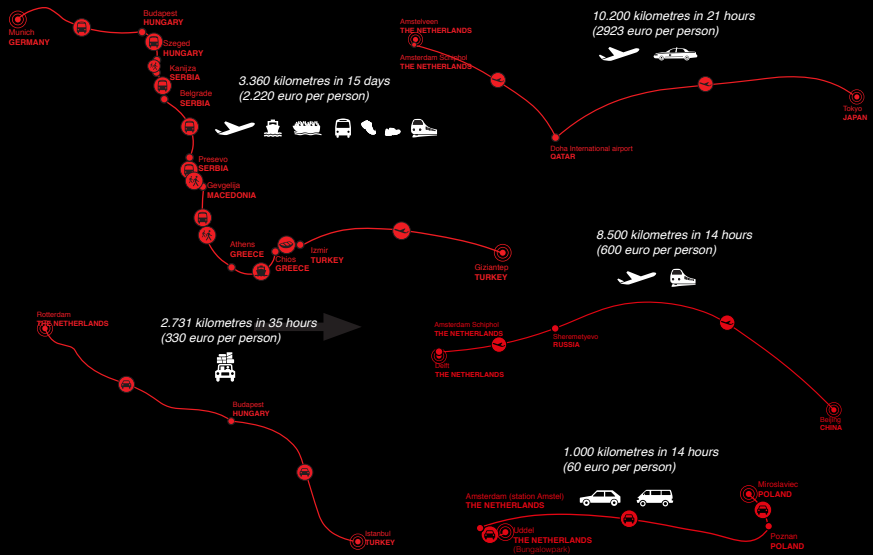 Munich
GERMANY
Budapest
HUNGARY
Szeged
HUNGARY
Kanijza
SERBIA
Belgrade
SERBIA
3.360 kilometres in 15 days
(2.220 euro per person)
Presevo
SERBIA
Gevgelija
MACEDONIA
Athens
GREECE
Chios
GREECE
Izmir
TURKEY
Giziantep
TURKEY
Amstelveen
THE NETHERLANDS
Amsterdam Schiphol
THE NETHERLANDS
10.200 kilometres in 21 hours
(2923 euro per person)
Doha International airport
QATAR
Tokyo
JAPAN
8.500 kilometres in 14 hours
(600 euro per person)
Amsterdam Schiphol
THE NETHERLANDS
Delft
THE NETHERLANDS
Sheremetyevo
RUSSIA
Beijing
CHINA
Rotterdam
THE NETHERLANDS
2.731 kilometres in 35 hours
(330 euro per person)
Budapest
HUNGARY
Istanbul
TURKEY
1.000 kilometres in 14 hours
(60 euro per person)
Amsterdam (station Amstel)
THE NETHERLANDS
Uddel
THE NETHERLANDS
(Bungalowpark)
Miroslawiec
POLAND
Poznan
POLAND